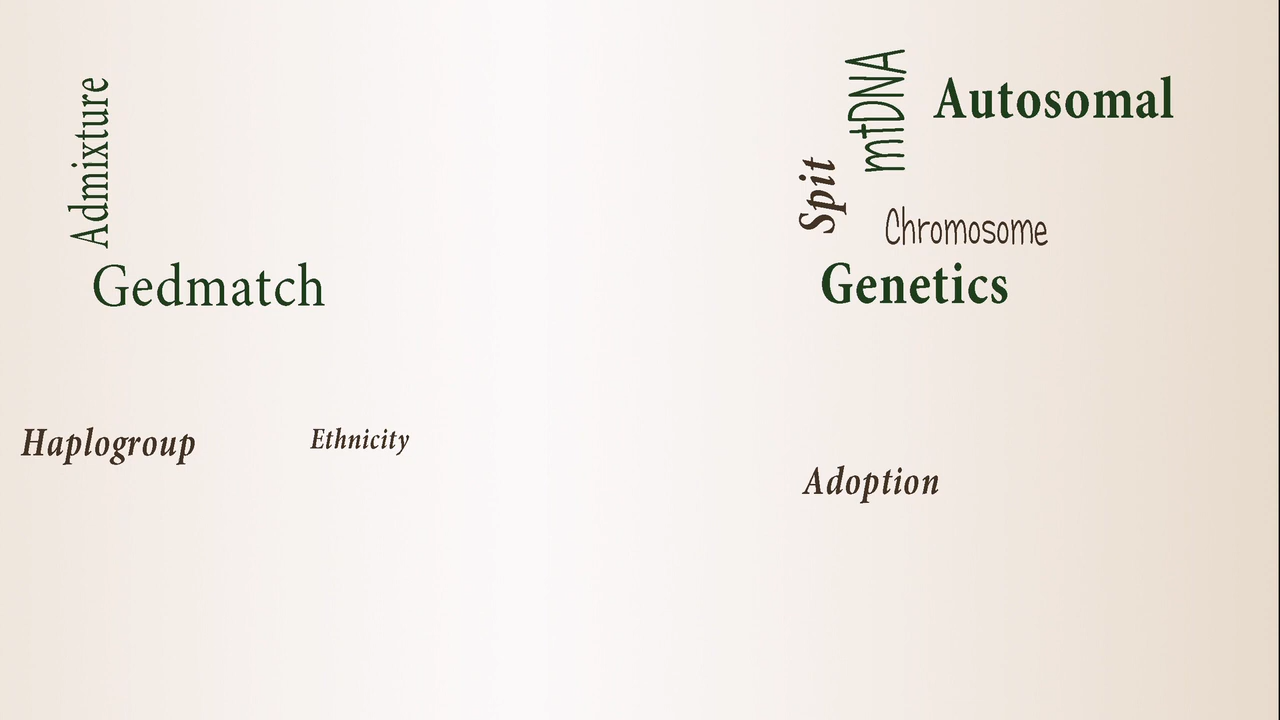 Admixture
Gedmatch
Haplogroup
Ethnicity
mtDNA
Autosomal
Spit
Chromosome
Genetics
Adoption